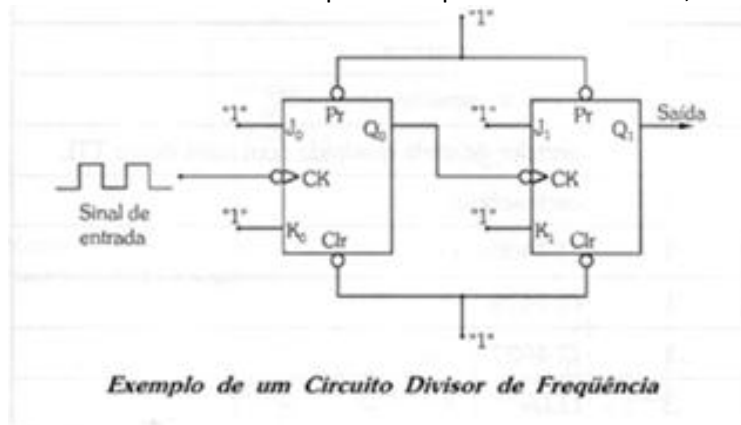 "1"
"1" Pr "1" Pr Saída
J₀ Q₀ J₁ Q₁
CK CK
Sinal de
entrada
"1" "1"
K₀ K₁
Clr Clr
"1"
Exemplo de um Circuito Divisor de Freqüência